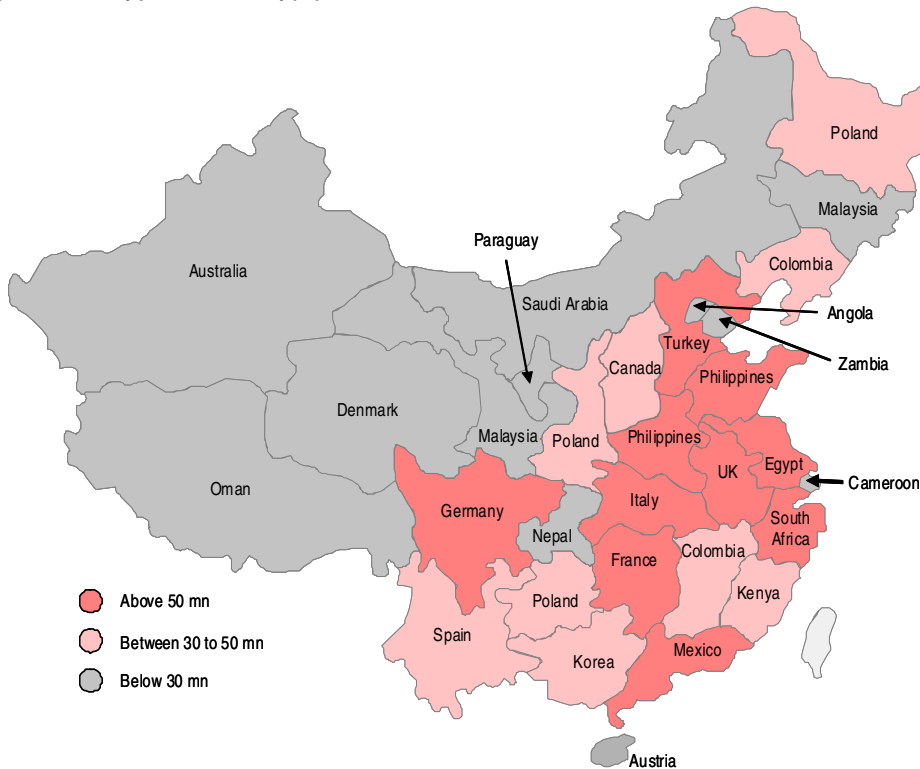 Poland
Malaysia
Paraguay
Colombia
Australia
Saudi Arabia
Angola
Turkey
Zambia
Canada
Philippines
Denmark
Malaysia
Poland
Philippines
UK
Egypt
Oman
Germany
Italy
Cameroon
South
Africa
Nepal
France
Colombia
Kenya
Above 50 mn
Poland
Between 30 to 50 mn
Spain
Korea
Mexico
Below 30 mn
Austria